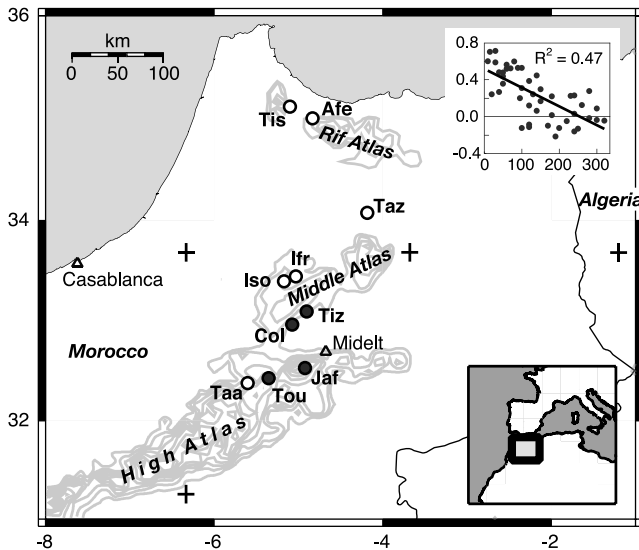 36
km
0 50 100
0.8
R² = 0.47
0.4
0.0
-0.4
0 100 200 300
Tis
Afe
Rif Atlas
34
Taz
Algeria
Casablanca
Iso
Ifr
Middle Atlas
Col
Tiz
Midelt
Morocco
32
Taa
Tou
Jaf
High Atlas
-8 -6 -4 -2